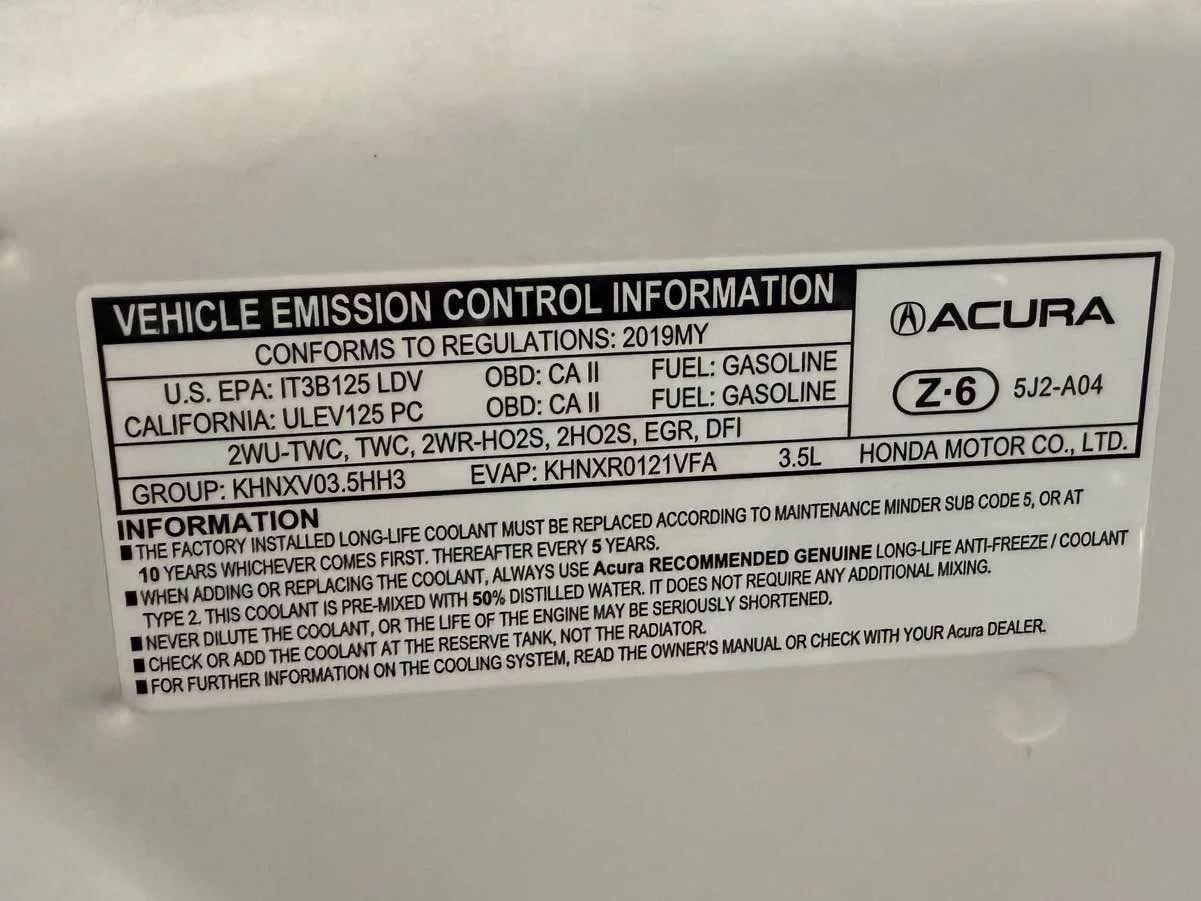 VEHICLE EMISSION CONTROL INFORMATION
CONFORMS TO REGULATIONS: 2019MY
U.S. EPA: IT3B125 LDV OBD: CA II FUEL: GASOLINE
CALIFORNIA: ULEV125 PC OBD: CA II FUEL: GASOLINE
2WU-TWC, TWC, 2WR-HO2S, 2HO2S, EGR, DFI
GROUP: KHNXV03.5HH3 EVAP: KHNXR0121VFA 3.5L HONDA MOTOR CO., LTD.
ACURA
Z·6 5J2-A04
INFORMATION
■ THE FACTORY INSTALLED LONG-LIFE COOLANT MUST BE REPLACED ACCORDING TO MAINTENANCE MINDER SUB CODE 5, OR AT
10 YEARS WHICHEVER COMES FIRST. THEREAFTER EVERY 5 YEARS.
■ WHEN ADDING OR REPLACING THE COOLANT, ALWAYS USE Acura RECOMMENDED GENUINE LONG-LIFE ANTI-FREEZE / COOLANT
TYPE 2. THIS COOLANT IS PRE-MIXED WITH 50% DISTILLED WATER. IT DOES NOT REQUIRE ANY ADDITIONAL MIXING.
■ NEVER DILUTE THE COOLANT, OR THE LIFE OF THE ENGINE MAY BE SERIOUSLY SHORTENED.
■ CHECK OR ADD THE COOLANT AT THE RESERVE TANK, NOT THE RADIATOR.
■ FOR FURTHER INFORMATION ON THE COOLING SYSTEM, READ THE OWNER'S MANUAL OR CHECK WITH YOUR Acura DEALER.